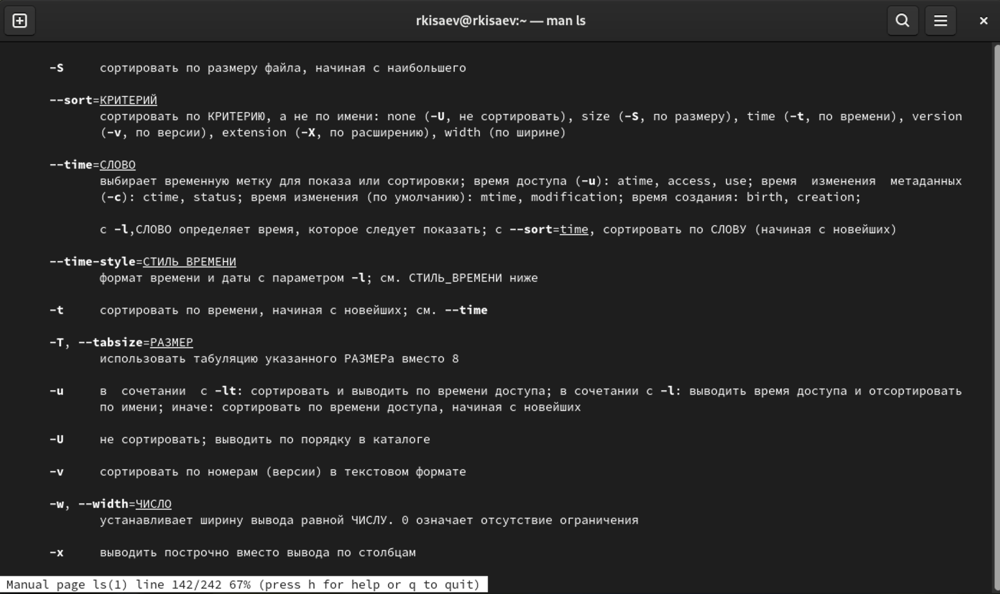 rkisaev@rkisaev:~ — man ls
-S     сортировать по размеру файла, начиная с наибольшего
--sort=КРИТЕРИЙ
сортировать по КРИТЕРИЮ, а не по имени: none (-U, не сортировать), size (-S, по размеру), time (-t, по времени), version
(-v, по версии), extension (-X, по расширению), width (по ширине)
--time=СЛОВО
выбирает временную метку для показа или сортировки; время доступа (-u): atime, access, use; время  изменения  метаданных
(-c): ctime, status; время изменения (по умолчанию): mtime, modification; время создания: birth, creation;
с -l,СЛОВО определяет время, которое следует показать; с --sort=time, сортировать по СЛОВУ (начиная с новейших)
--time-style=СТИЛЬ_ВРЕМЕНИ
формат времени и даты с параметром -l; см. СТИЛЬ_ВРЕМЕНИ ниже
-t     сортировать по времени, начиная с новейших; см. --time
-T, --tabsize=РАЗМЕР
использовать табуляцию указанного РАЗМЕРа вместо 8
-u     в  сочетании  с -lt: сортировать и выводить по времени доступа; в сочетании с -l: выводить время доступа и отсортировать
по имени; иначе: сортировать по времени доступа, начиная с новейших
-U     не сортировать; выводить по порядку в каталоге
-v     сортировать по номерам (версии) в текстовом формате
-w, --width=ЧИСЛО
устанавливает ширину вывода равной ЧИСЛУ. 0 означает отсутствие ограничения
-x     выводить построчно вместо вывода по столбцам
Manual page ls(1) line 142/242 67% (press h for help or q to quit)